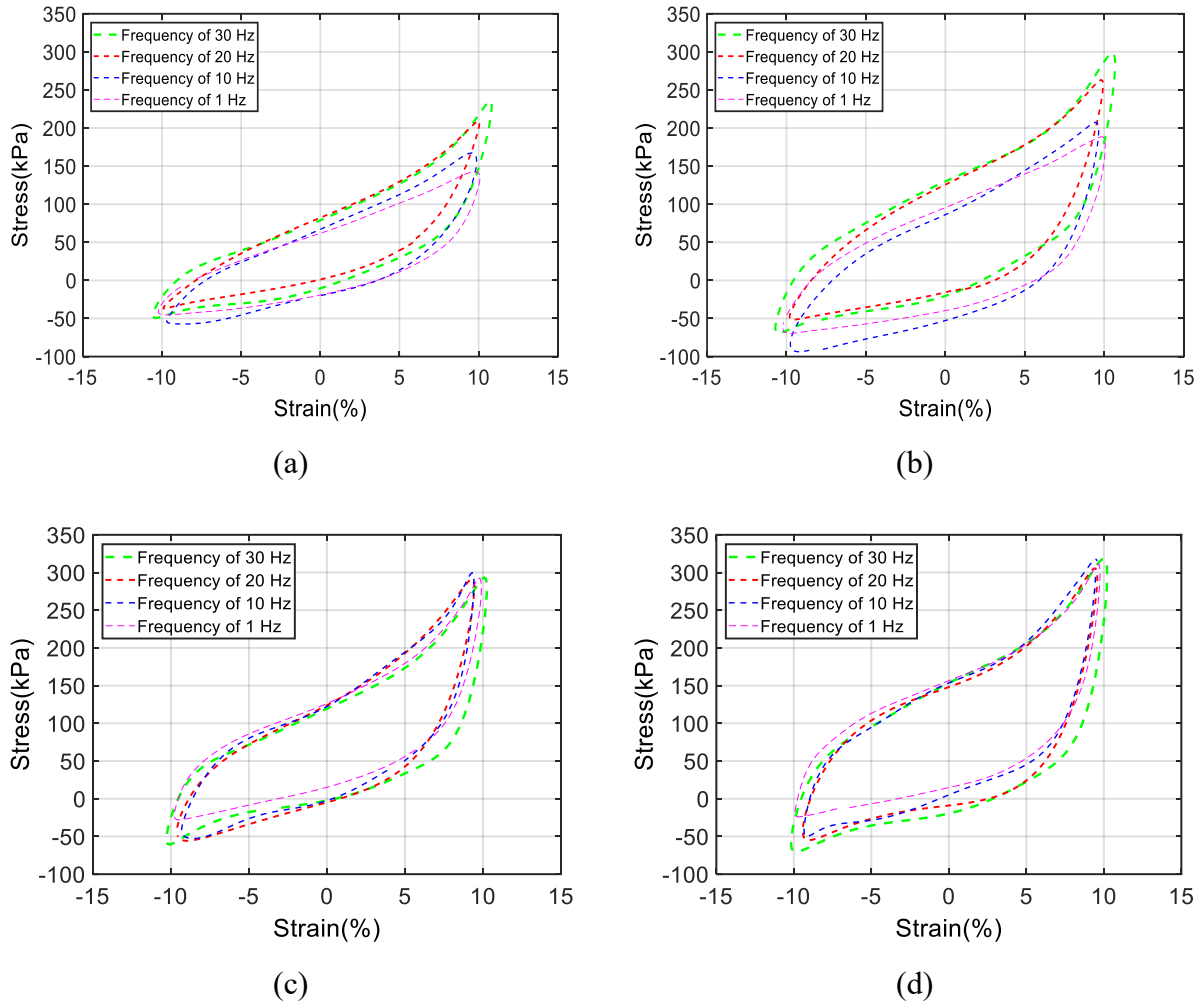 350
300
250
200
150
100
50
0
-50
-100
Stress(kPa)
Frequency of 30 Hz
Frequency of 20 Hz
Frequency of 10 Hz
Frequency of 1 Hz
-15 -10 -5 0 5 10 15
Strain(%)
(a)
350
300
250
200
150
100
50
0
-50
-100
Stress(kPa)
Frequency of 30 Hz
Frequency of 20 Hz
Frequency of 10 Hz
Frequency of 1 Hz
-15 -10 -5 0 5 10 15
Strain(%)
(b)
350
300
250
200
150
100
50
0
-50
-100
Stress(kPa)
Frequency of 30 Hz
Frequency of 20 Hz
Frequency of 10 Hz
Frequency of 1 Hz
-15 -10 -5 0 5 10 15
Strain(%)
(c)
350
300
250
200
150
100
50
0
-50
-100
Stress(kPa)
Frequency of 30 Hz
Frequency of 20 Hz
Frequency of 10 Hz
Frequency of 1 Hz
-15 -10 -5 0 5 10 15
Strain(%)
(d)